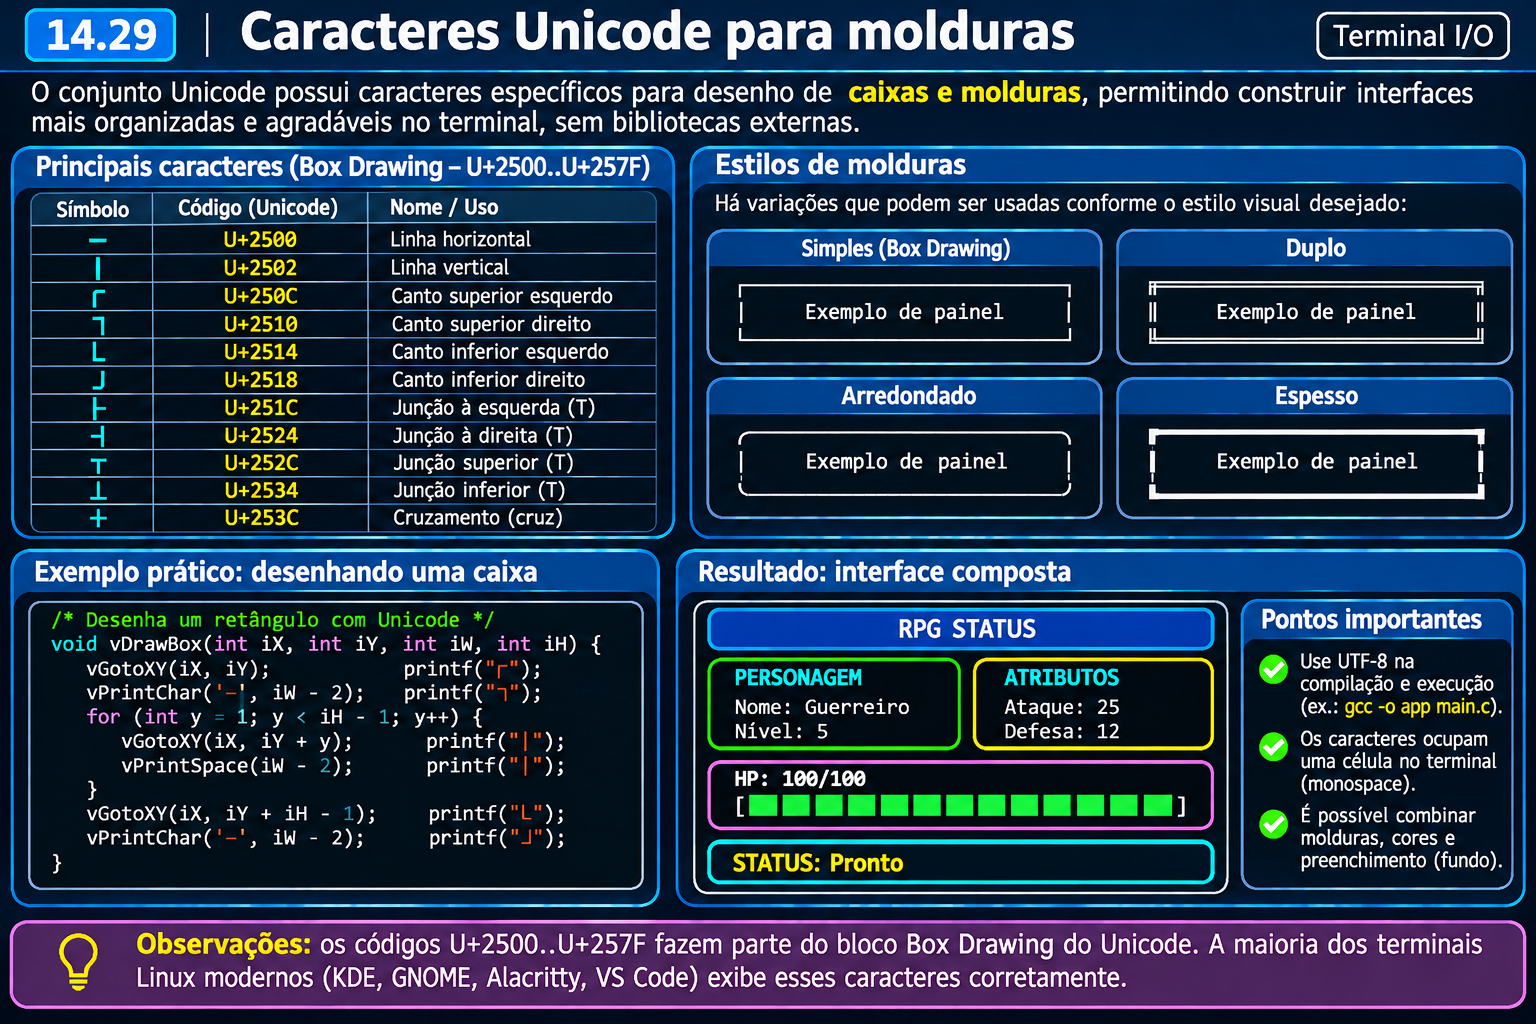 14.29 | Caracteres Unicode para molduras
Terminal I/O
O conjunto Unicode possui caracteres específicos para desenho de caixas e molduras, permitindo construir interfaces
mais organizadas e agradáveis no terminal, sem bibliotecas externas.
Principais caracteres (Box Drawing – U+2500..U+257F)
Símbolo Código (Unicode) Nome / Uso
─ U+2500 Linha horizontal
│ U+2502 Linha vertical
┌ U+250C Canto superior esquerdo
┐ U+2510 Canto superior direito
└ U+2514 Canto inferior esquerdo
┘ U+2518 Canto inferior direito
├ U+251C Junção à esquerda (T)
┤ U+2524 Junção à direita (T)
┬ U+252C Junção superior (T)
┴ U+2534 Junção inferior (T)
┼ U+253C Cruzamento (cruz)
Estilos de molduras
Há variações que podem ser usadas conforme o estilo visual desejado:
Simples (Box Drawing)
Exemplo de painel
Duplo
Exemplo de painel
Arredondado
Exemplo de painel
Espesso
Exemplo de painel
Exemplo prático: desenhando uma caixa
/* Desenha um retângulo com Unicode */
void vDrawBox(int iX, int iY, int iW, int iH) {
vGotoXY(iX, iY); printf("┌");
vPrintChar('─', iW - 2); printf("┐");
for (int y = 1; y < iH - 1; y++) {
vGotoXY(iX, iY + y); printf("|");
vPrintSpace(iW - 2); printf("|");
}
vGotoXY(iX, iY + iH - 1); printf("└");
vPrintChar('─', iW - 2); printf("┘");
}
Resultado: interface composta
RPG STATUS
PERSONAGEM
Nome: Guerreiro
Nível: 5
ATRIBUTOS
Ataque: 25
Defesa: 12
HP: 100/100
[■■■■■■■■■■■■■]
STATUS: Pronto
Pontos importantes
Use UTF-8 na
compilação e execução
(ex.: gcc -o app main.c).
Os caracteres ocupam
uma célula no terminal
(monospace).
É possível combinar
molduras, cores e
preenchimento (fundo).
Observações: os códigos U+2500..U+257F fazem parte do bloco Box Drawing do Unicode. A maioria dos terminais
Linux modernos (KDE, GNOME, Alacritty, VS Code) exibe esses caracteres corretamente.